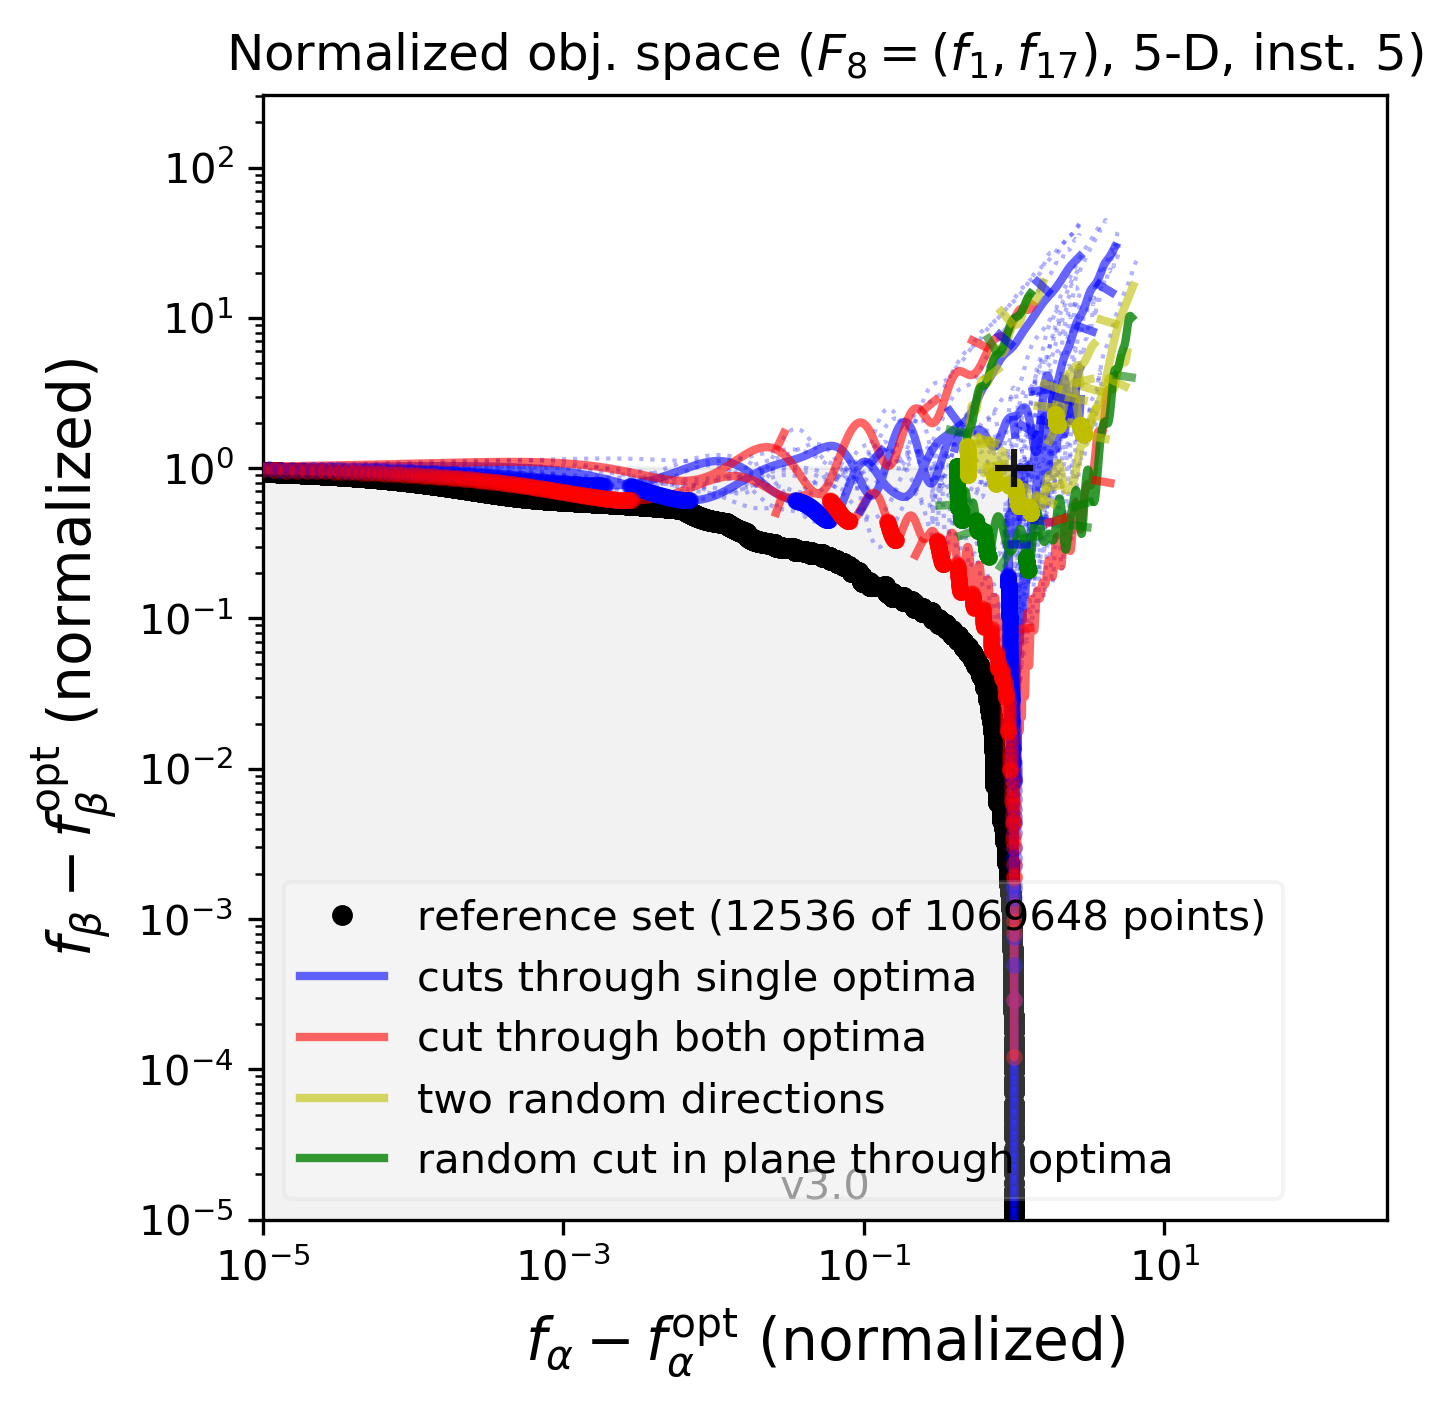 Normalized obj. space ($F_8 = (f_1, f_{17})$, 5-D, inst. 5)
$f_\beta - f_\beta^{\mathrm{opt}}$ (normalized)
$10^2$
$10^1$
$10^0$
$10^{-1}$
$10^{-2}$
$10^{-3}$
$10^{-4}$
$10^{-5}$
reference set (12536 of 1069648 points)
cuts through single optima
cut through both optima
two random directions
random cut in plane through optima
v3.0
$10^{-5}$ $10^{-3}$ $10^{-1}$ $10^1$
$f_\alpha - f_\alpha^{\mathrm{opt}}$ (normalized)